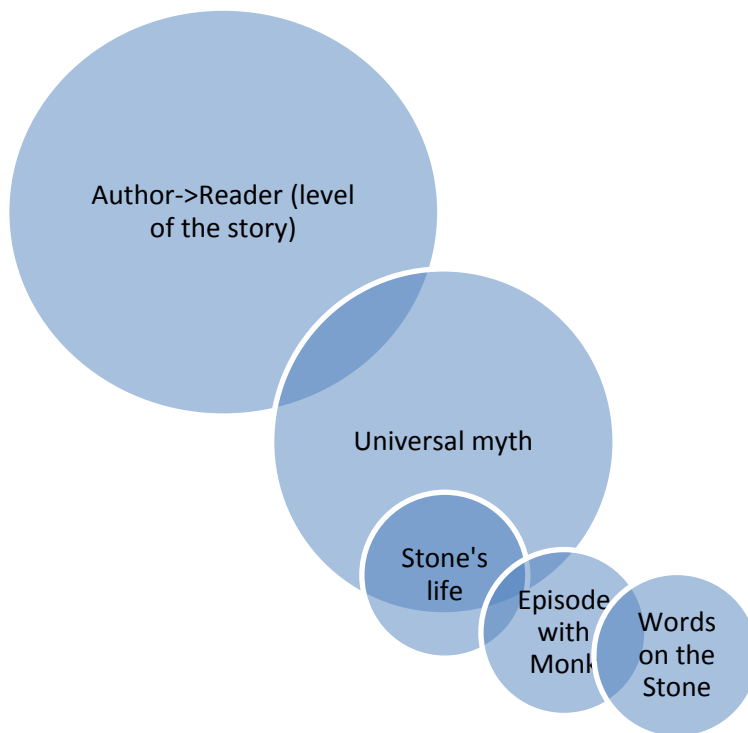 Author->Reader (level
of the story)
Universal myth
Stone's
life
Episode
with
Monk
Words
on the
Stone